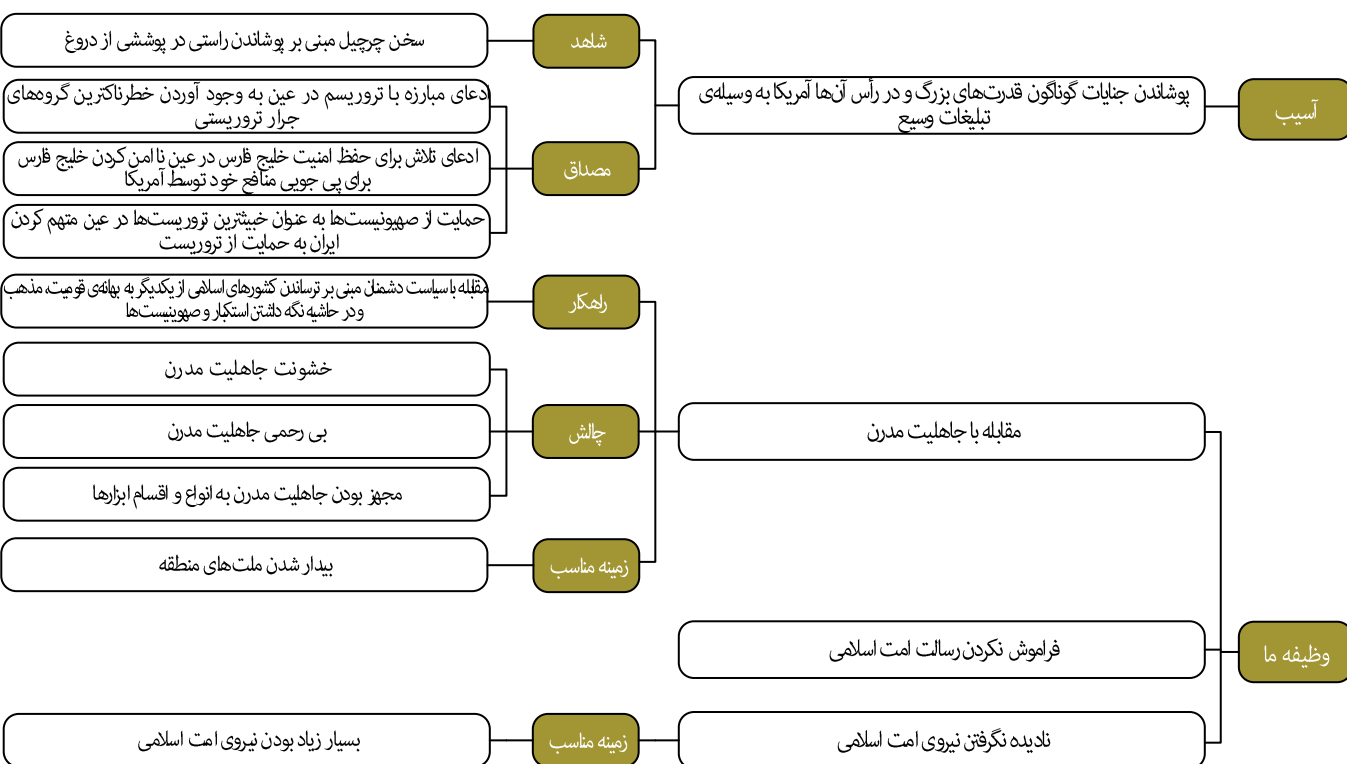 آسیب
پوشاندن جنایات گوناگون قدرت‌های بزرگ و در رأس آن‌ها آمریکا به وسیله‌ی
تبلیغات وسیع
شاهد
سخن چرچیل مبنی بر پوشاندن راستی در پوششی از دروغ
مصداق
دعای مبارزه با تروریسم در عین به وجود آوردن خطرناکترین گروه‌های
جرار تروریستی
ادعای تلاش برای حفظ امنیت خلیج فارس در عین نا امن کردن خلیج فارس
برای پی جویی منافع خود توسط آمریکا
حمایت از صهیونیست‌ها به عنوان خبیثترین تروریست‌ها در عین متهم کردن
ایران به حمایت از تروریست
وظیفه ما
مقابله با جاهلیت مدرن
راهکار
مقابله با سیاست دشمنان مبنی بر ترساندن کشورهای اسلامی از یکدیگر به بهانه‌ی قومیت، مذهب
و در حاشیه نگه داشتن استکبار و صهیونیست‌ها
چالش
خشونت جاهلیت مدرن
بی رحمی جاهلیت مدرن
مجهز بودن جاهلیت مدرن به انواع و اقسام ابزارها
زمینه مناسب
بیدار شدن ملت‌های منطقه
فراموش نکردن رسالت امت اسلامی
نادیده نگرفتن نیروی امت اسلامی
زمینه مناسب
بسیار زیاد بودن نیروی امت اسلامی